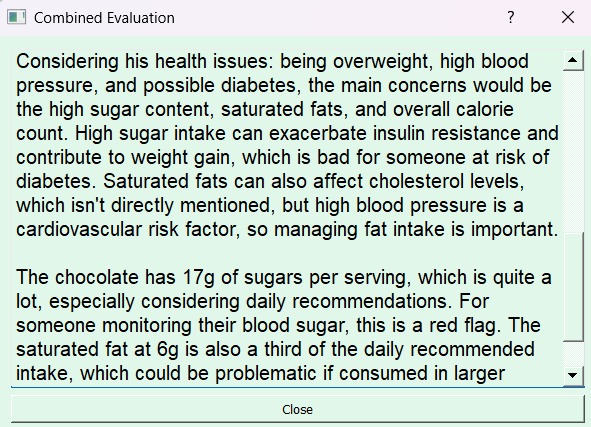 Combined Evaluation
Considering his health issues: being overweight, high blood
pressure, and possible diabetes, the main concerns would be
the high sugar content, saturated fats, and overall calorie
count. High sugar intake can exacerbate insulin resistance and
contribute to weight gain, which is bad for someone at risk of
diabetes. Saturated fats can also affect cholesterol levels,
which isn't directly mentioned, but high blood pressure is a
cardiovascular risk factor, so managing fat intake is important.
The chocolate has 17g of sugars per serving, which is quite a
lot, especially considering daily recommendations. For
someone monitoring their blood sugar, this is a red flag. The
saturated fat at 6g is also a third of the daily recommended
intake, which could be problematic if consumed in larger
Close